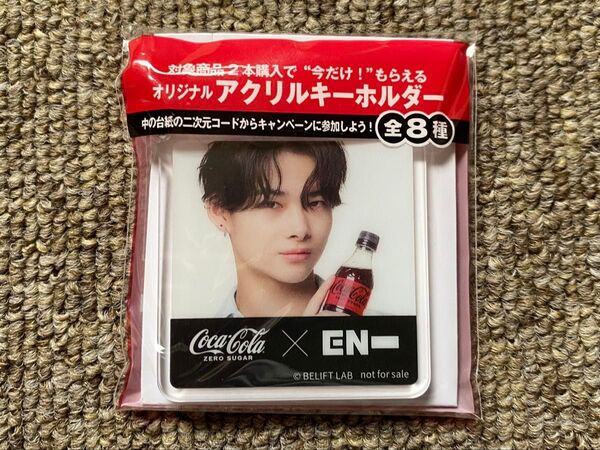 対象商品2本購入で“今だけ！”もらえる
オリジナル アクリルキーホルダー
中の台紙の二次元コードからキャンペーンに参加しよう！ 全8種
Coca-Cola
Coca-Cola × EN-
ZERO SUGAR
© BELIFT LAB not for sale